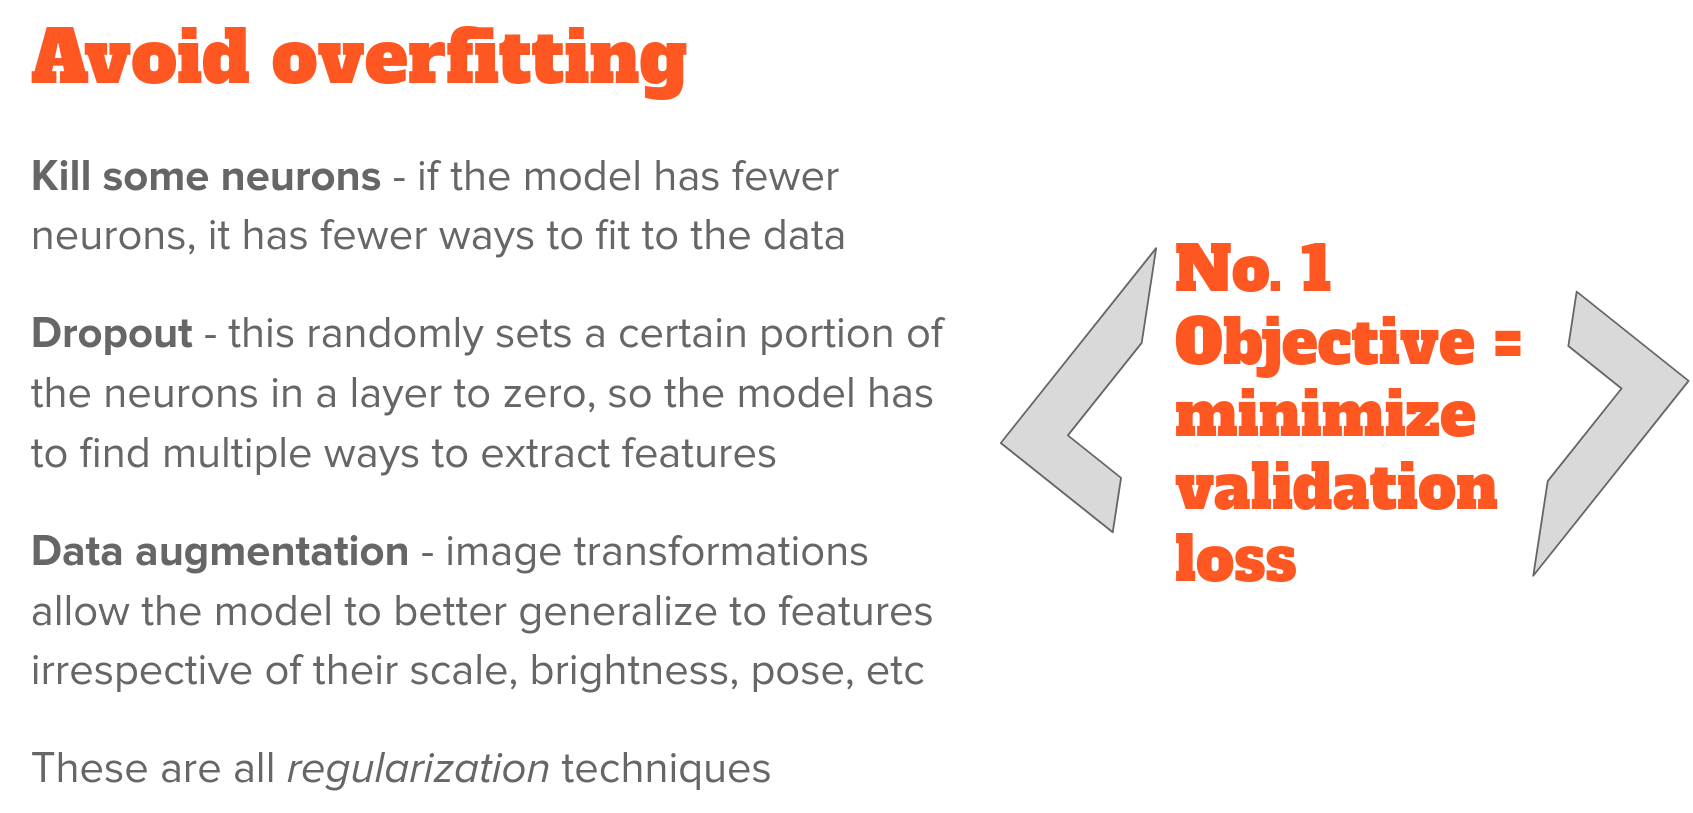 Avoid overfitting
Kill some neurons - if the model has fewer
neurons, it has fewer ways to fit to the data
Dropout - this randomly sets a certain portion of
the neurons in a layer to zero, so the model has
to find multiple ways to extract features
Data augmentation - image transformations
allow the model to better generalize to features
irrespective of their scale, brightness, pose, etc
These are all regularization techniques
No. 1
Objective =
minimize
validation
loss